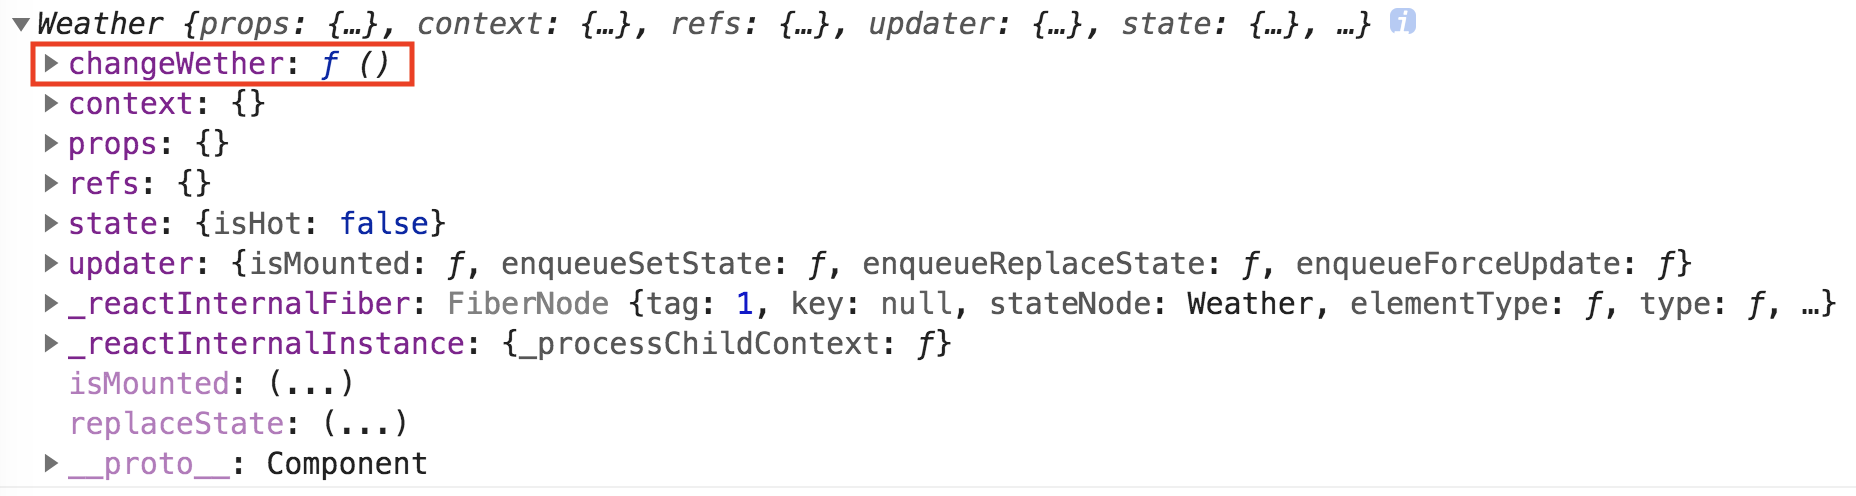 ▼Weather {props: {…}, context: {…}, refs: {…}, updater: {…}, state: {…}, …} i
▶changeWether: ƒ ()
▶context: {}
▶props: {}
▶refs: {}
▶state: {isHot: false}
▶updater: {isMounted: ƒ, enqueueSetState: ƒ, enqueueReplaceState: ƒ, enqueueForceUpdate: ƒ}
▶_reactInternalFiber: FiberNode {tag: 1, key: null, stateNode: Weather, elementType: ƒ, type: ƒ, …}
▶_reactInternalInstance: {_processChildContext: ƒ}
isMounted: (...)
replaceState: (...)
▶__proto__: Component